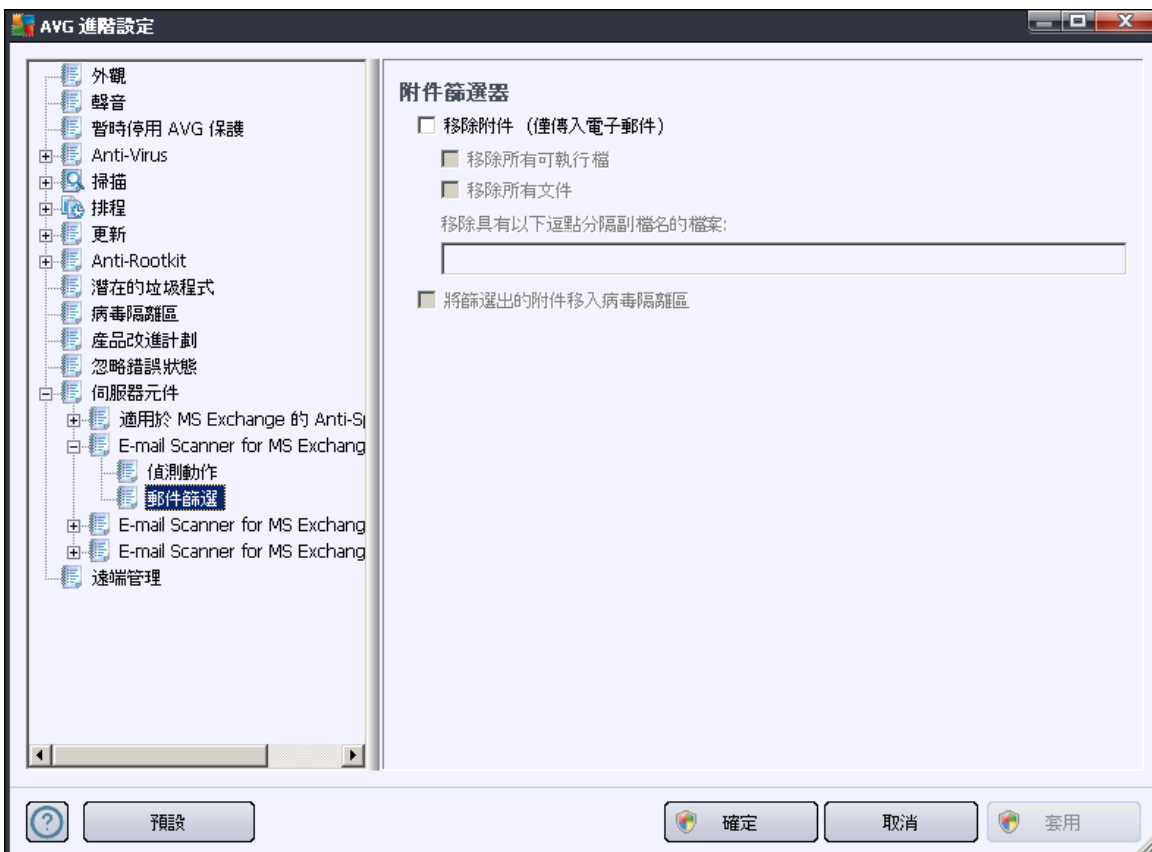 AVG 進階設定
外觀
聲音
暫時停用 AVG 保護
Anti-Virus
掃描
排程
更新
Anti-Rootkit
潛在的垃圾程式
病毒隔離區
產品改進計劃
忽略錯誤狀態
伺服器元件
適用於 MS Exchange 的 Anti-Sp
E-mail Scanner for MS Exchang
偵測動作
郵件篩選
E-mail Scanner for MS Exchang
E-mail Scanner for MS Exchang
遠端管理
附件篩選器
移除附件 (僅傳入電子郵件)
移除所有可執行檔
移除所有文件
移除具有以下逗點分隔副檔名的檔案:
將篩選出的附件移入病毒隔離區
預設
確定
取消
套用